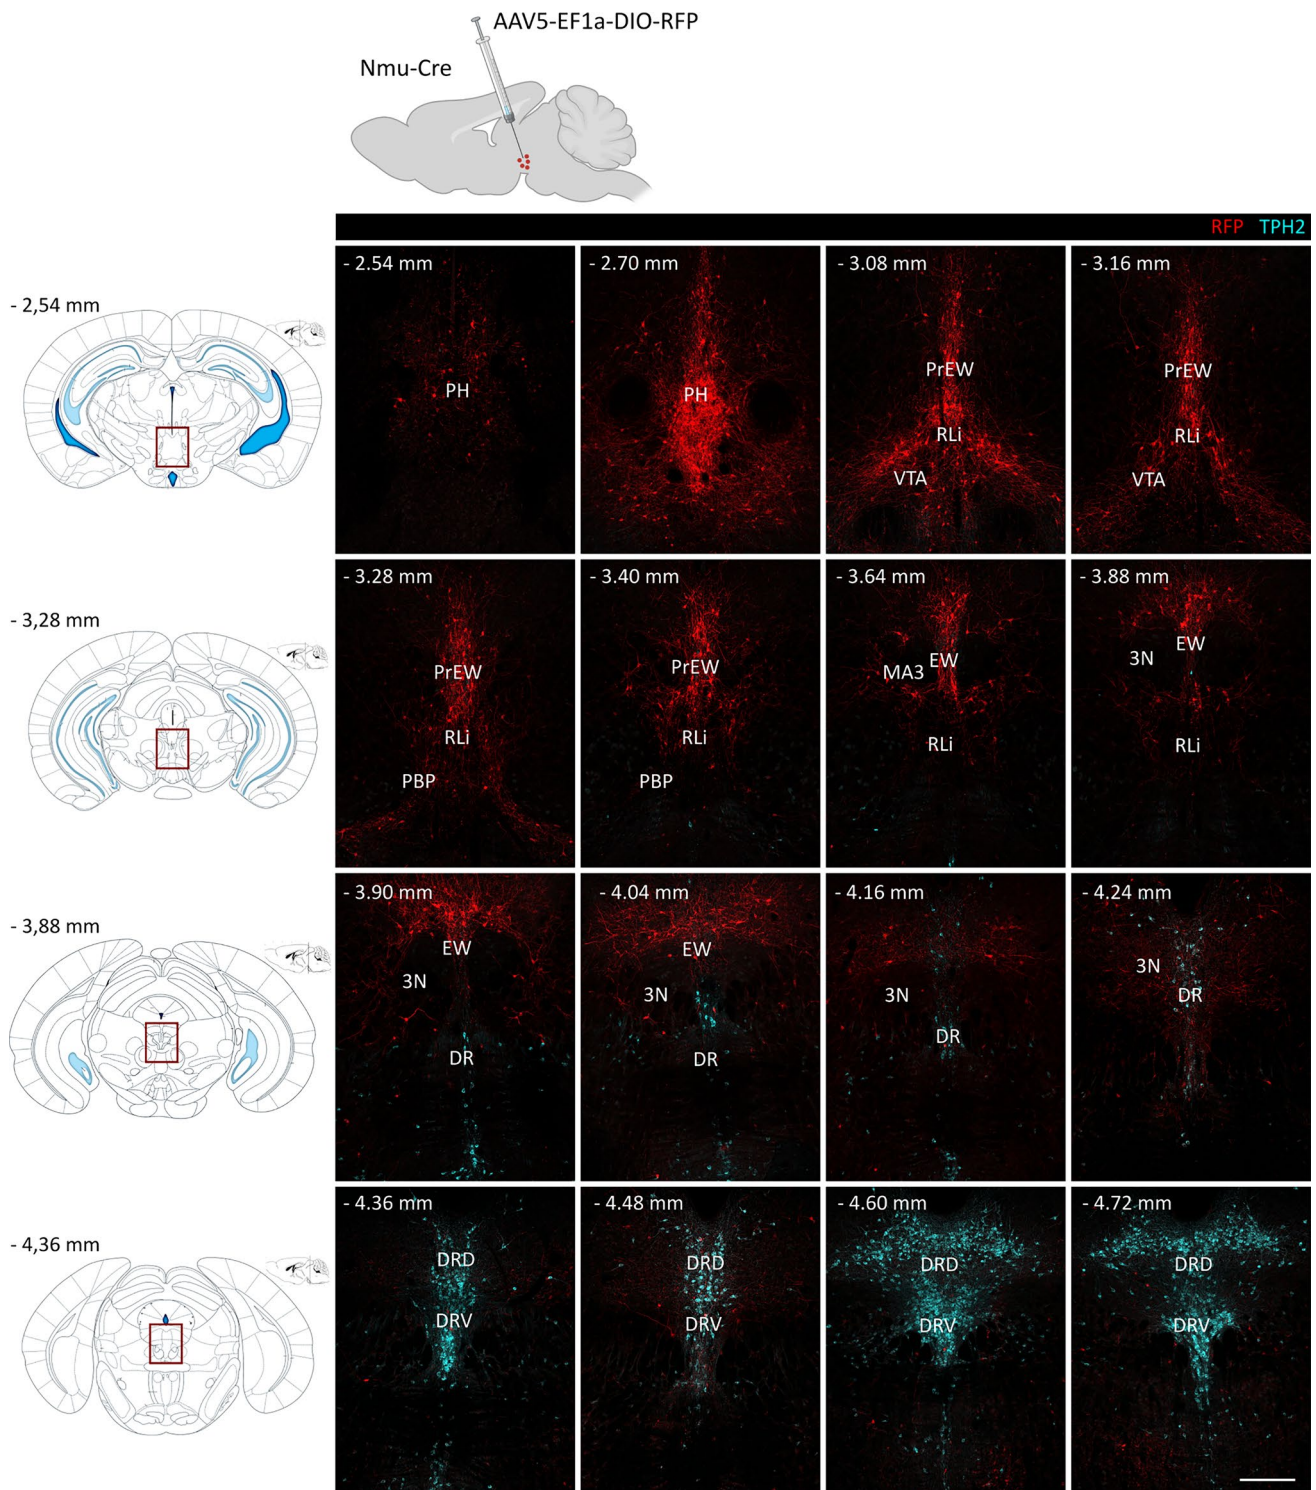 AAV5-EF1a-DIO-RFP
Nmu-Cre
RFP TPH2
- 2,54 mm
- 2.54 mm
PH
- 2.70 mm
PH
- 3.08 mm
PrEW
RLi
VTA
- 3.16 mm
PrEW
RLi
VTA
- 3,28 mm
- 3.28 mm
PrEW
RLi
PBP
- 3.40 mm
PrEW
RLi
PBP
- 3.64 mm
EW
MA3
RLi
- 3.88 mm
EW
3N
RLi
- 3,88 mm
- 3.90 mm
EW
3N
DR
- 4.04 mm
EW
3N
DR
- 4.16 mm
3N
DR
- 4.24 mm
3N
DR
- 4,36 mm
- 4.36 mm
DRD
DRV
- 4.48 mm
DRD
DRV
- 4.60 mm
DRD
DRV
- 4.72 mm
DRD
DRV